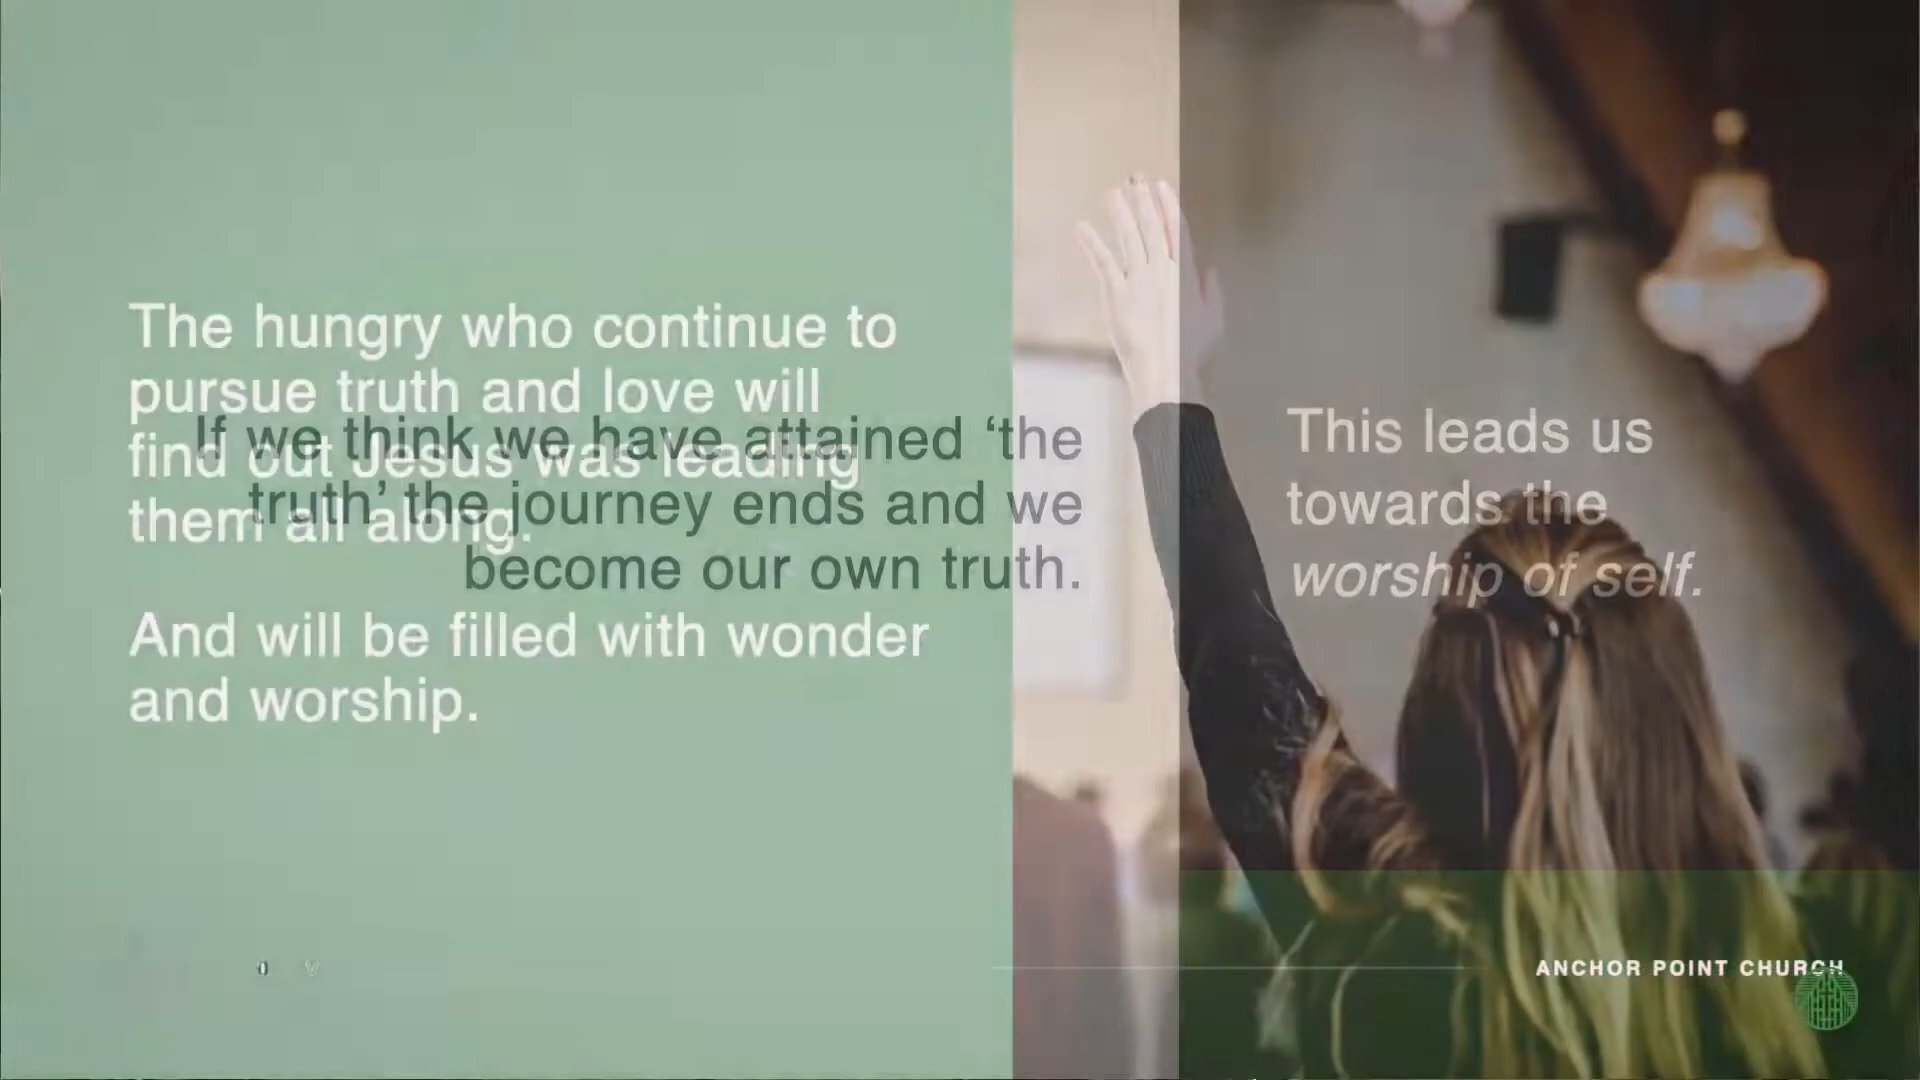 The hungry who continue to
pursue truth and love will
find out Jesus was leading
them all along.
And will be filled with wonder
and worship.
If we think we have attained ‘the
truth’ the journey ends and we
become our own truth.
This leads us
towards the
worship of self.
ANCHOR POINT CHURCH